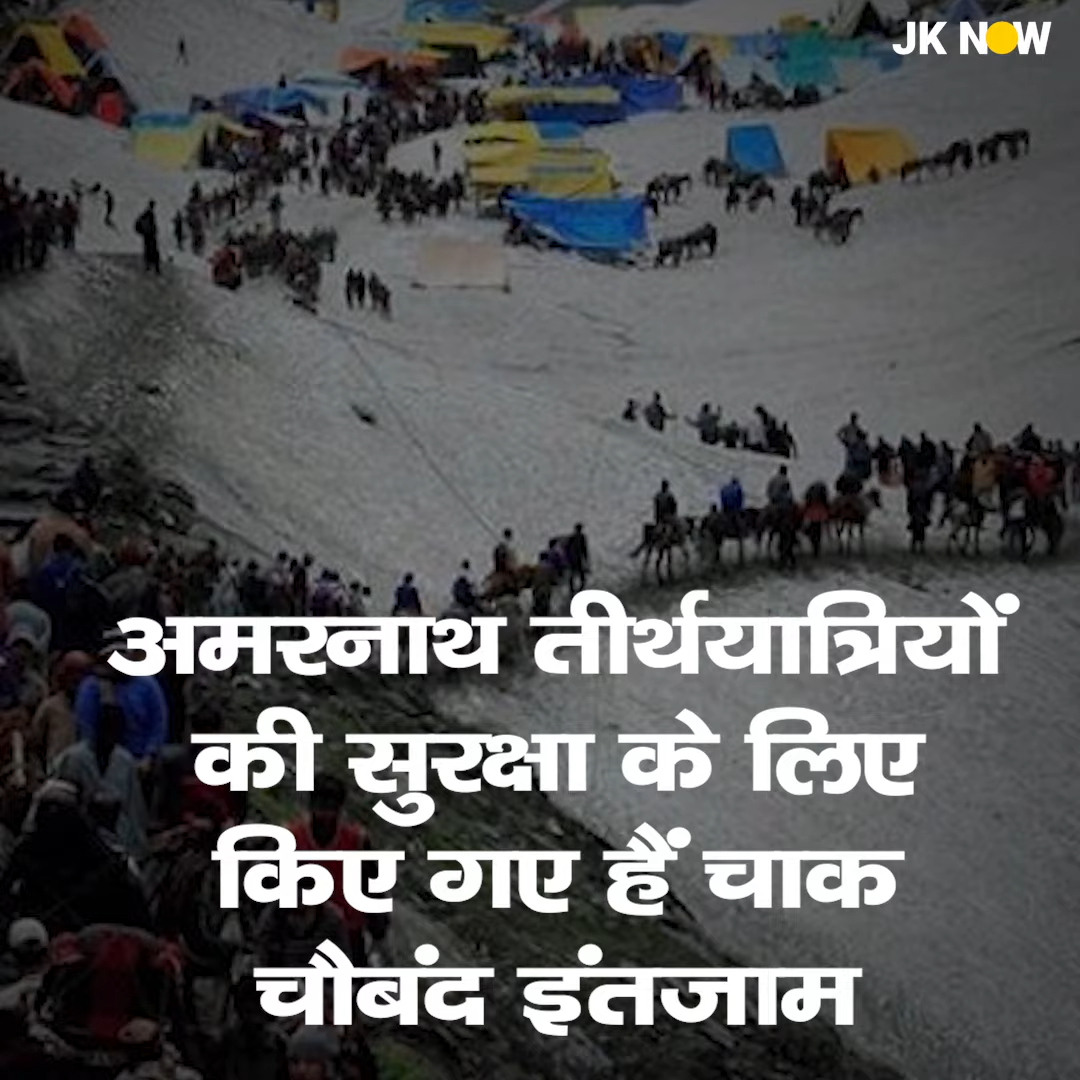 JK NOW
अमरनाथ तीर्थयात्रियों
की सुरक्षा के लिए
किए गए हैं चाक
चौबंद इंतजाम